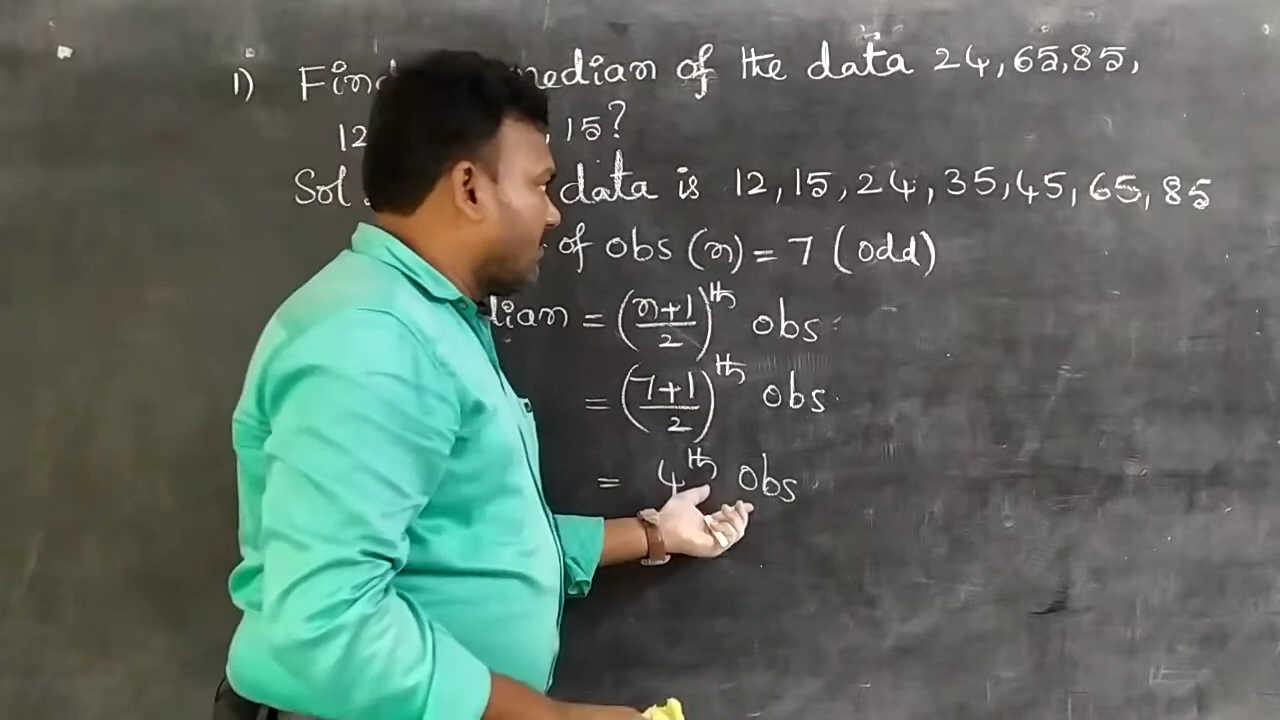 1) Find median of the data 24, 65, 85,
12 , 15?
Sol data is 12, 15, 24, 35, 45, 65, 85
of obs (n) = 7 (odd)
dian = (n+1/2)th obs
= (7+1/2)th obs
= 4th obs